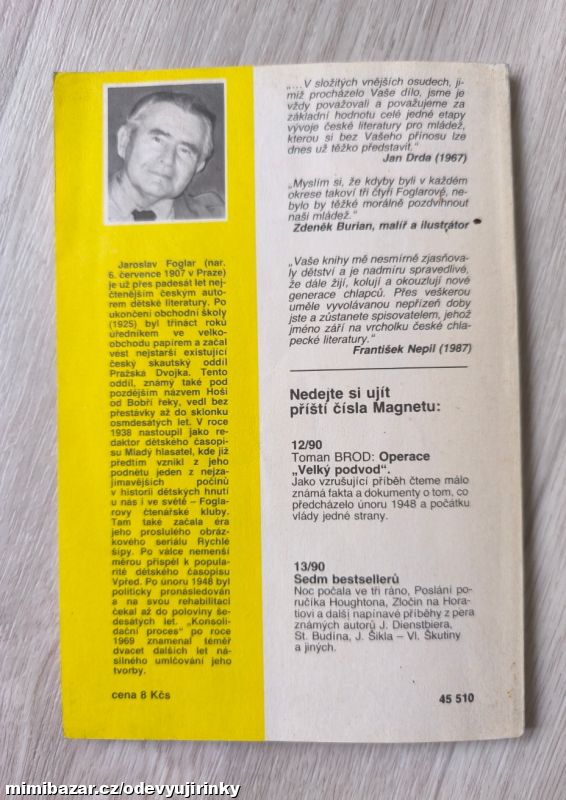 Jaroslav Foglar (nar.
6. července 1907 v Praze)
je už přes padesát let nej-
čtenějším českým auto-
rem dětské literatury. Po
ukončení obchodní školy
(1925) byl třináct roků
úředníkem ve velko-
obchodu papírem a začal
vést nejstarší existující
český skautský oddíl
Pražská Dvojka. Tento
oddíl, známý také pod
pozdějším názvem Hoši
od Bobří řeky, vedl bez
přestávky až do sklonku
osmdesátých let. V roce
1938 nastoupil jako re-
daktor dětského časopi-
su Mladý hlasatel, kde již
předtím vznikl z jeho
podnětu jeden z nejza-
jímavějších počinů
v historii dětských hnutí
u nás i ve světě – Fogla-
rovy čtenářské kluby.
Tam také začala éra
jeho proslulého obráz-
kového seriálu Rychlé
šípy. Po válce nemenší
měrou přispěl k popula-
ritě dětského časopisu
Vpřed. Po únoru 1948 byl
politicky pronásledován
a na svou rehabilitaci
čekal až do poloviny še-
desátých let. „Konsoli-
dační proces“ po roce
1969 znamenal téměř
dvacet dalších let ná-
silného umlčování jeho
tvorby.
cena 8 Kčs
„...V složitých vnějších osudech, ji-
miž procházelo Vaše dílo, jsme je
vždy považovali a považujeme za
základní hodnotu celé jedné etapy
vývoje české literatury pro mládež,
kterou si bez Vašeho přínosu lze
dnes už těžko představit.“
Jan Drda (1967)
„Myslím si, že kdyby byli v každém
okrese takoví tři čtyři Foglarové, ne-
bylo by těžké morálně pozdvihnout
naši mládež.“
Zdeněk Burian, malíř a ilustrátor
„Vaše knihy mě nesmírně zjasňova-
ly dětství a je nadmíru spravedlivé,
že dále žijí, kolují a okouzlují nové
generace chlapců. Přes veškerou
uměle vyvolávanou nepřízeň doby
jste a zůstanete spisovatelem, jehož
jméno září na vrcholku české chla-
pecké literatury.“
František Nepil (1987)
Nedejte si ujít
příští čísla Magnetu:
12/90
Toman BROD: Operace
„Velký podvod“.
Jako vzrušující příběh čteme málo
známá fakta a dokumenty o tom, co
předcházelo únoru 1948 a počátku
vlády jedné strany.
13/90
Sedm bestsellerů
Noc počala ve tři ráno, Poslání po-
ručíka Houghtona, Zločin na Hora-
tiovi a další napínavé příběhy z pera
známých autorů J. Dienstbiera,
St. Budína, J. Šikla – Vl. Škutiny
a jiných.
45 510
mimibazar.cz/odevyujirinky